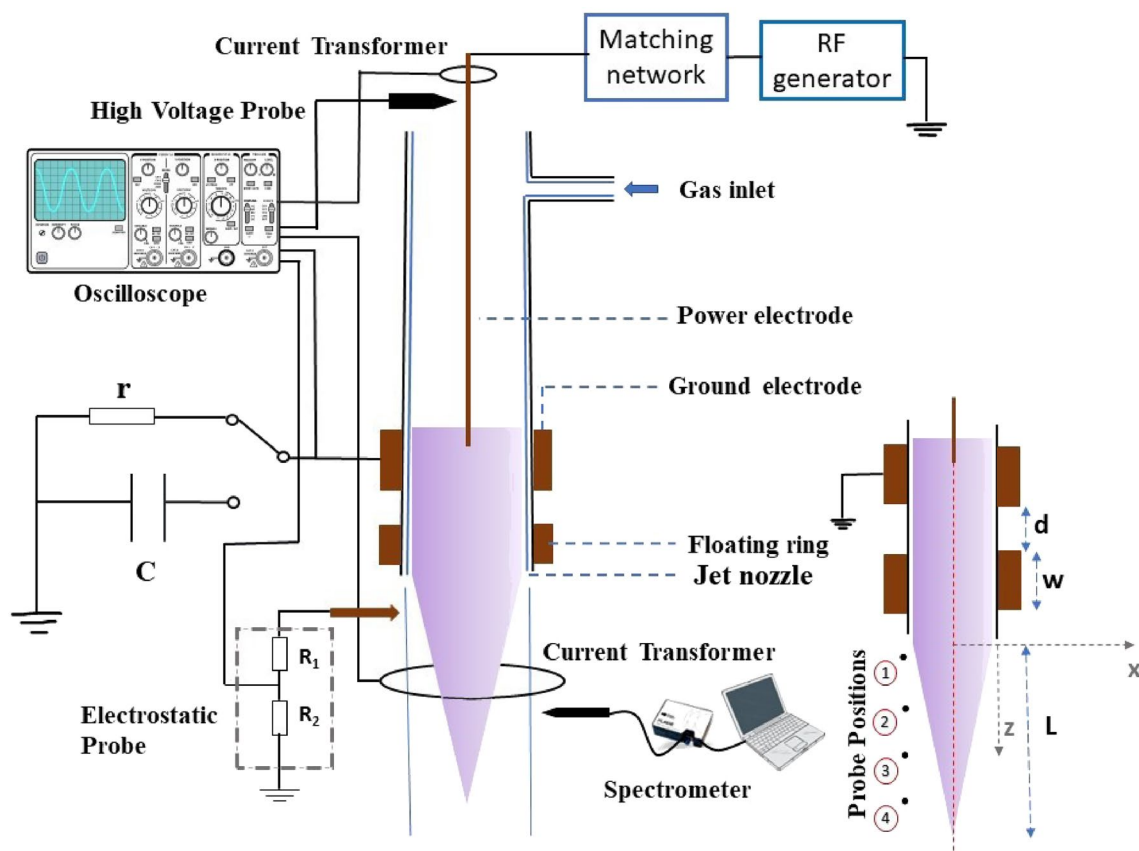 Current Transformer
Matching
network
RF
generator
High Voltage Probe
Gas inlet
Oscilloscope
Power electrode
Ground electrode
r
C
Floating ring
Jet nozzle
d
w
R1
R2
Electrostatic
Probe
Current Transformer
Spectrometer
Probe Positions
1
2
3
4
x
z
L